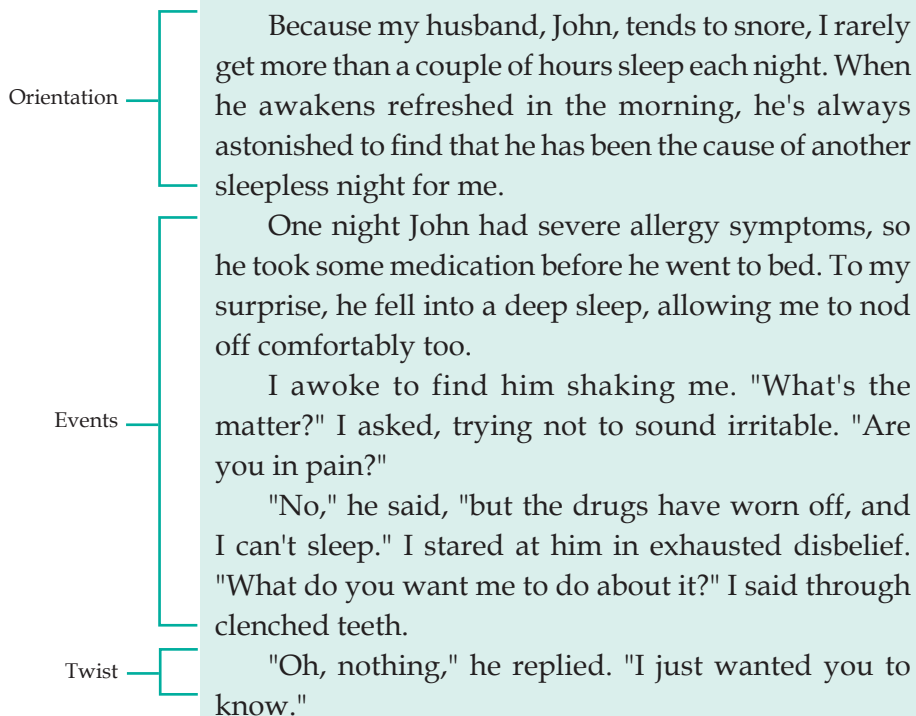 Orientation
Because my husband, John, tends to snore, I rarely
get more than a couple of hours sleep each night. When
he awakens refreshed in the morning, he's always
astonished to find that he has been the cause of another
sleepless night for me.
Events
One night John had severe allergy symptoms, so
he took some medication before he went to bed. To my
surprise, he fell into a deep sleep, allowing me to nod
off comfortably too.
I awoke to find him shaking me. "What's the
matter?" I asked, trying not to sound irritable. "Are
you in pain?"
"No," he said, "but the drugs have worn off, and
I can't sleep." I stared at him in exhausted disbelief.
"What do you want me to do about it?" I said through
clenched teeth.
Twist
"Oh, nothing," he replied. "I just wanted you to
know."